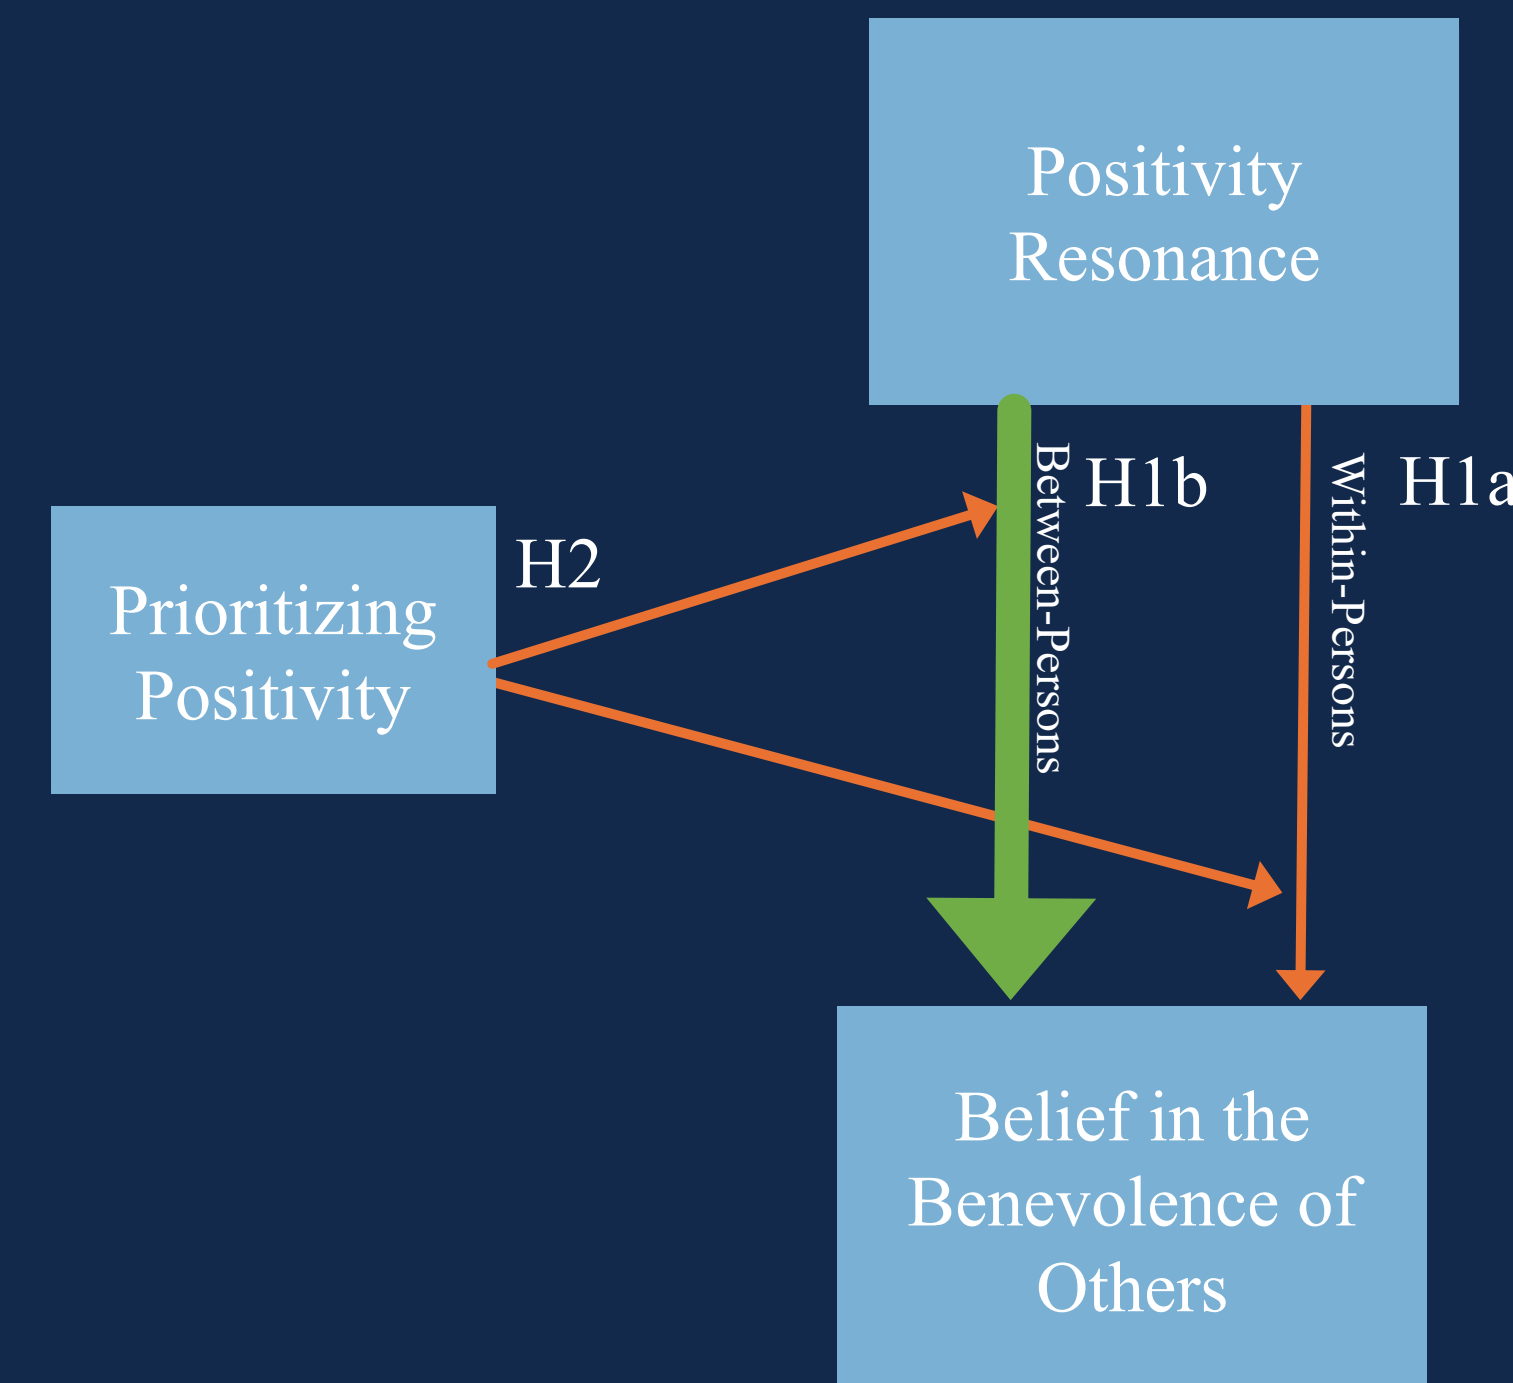 Positivity
Resonance
Between-Persons
H1b
Within-Persons
H1a
H2
Prioritizing
Positivity
Belief in the
Benevolence of
Others